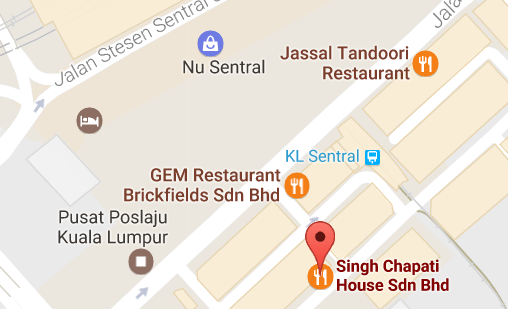 Jalan Stesen Sentral
Jala
Nu Sentral
Jassal Tandoori
Restaurant
KL Sentral
GEM Restaurant
Brickfields Sdn Bhd
Pusat Poslaju
Kuala Lumpur
Singh Chapati
House Sdn Bhd